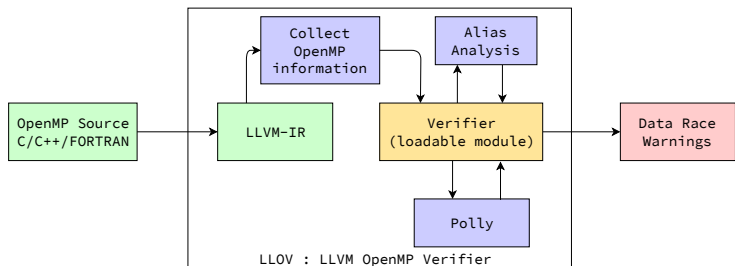 Collect
OpenMP
information
Alias
Analysis
OpenMP Source
C/C++/FORTRAN
LLVM-IR
Verifier
(loadable module)
Data Race
Warnings
Polly
LLOV : LLVM OpenMP Verifier